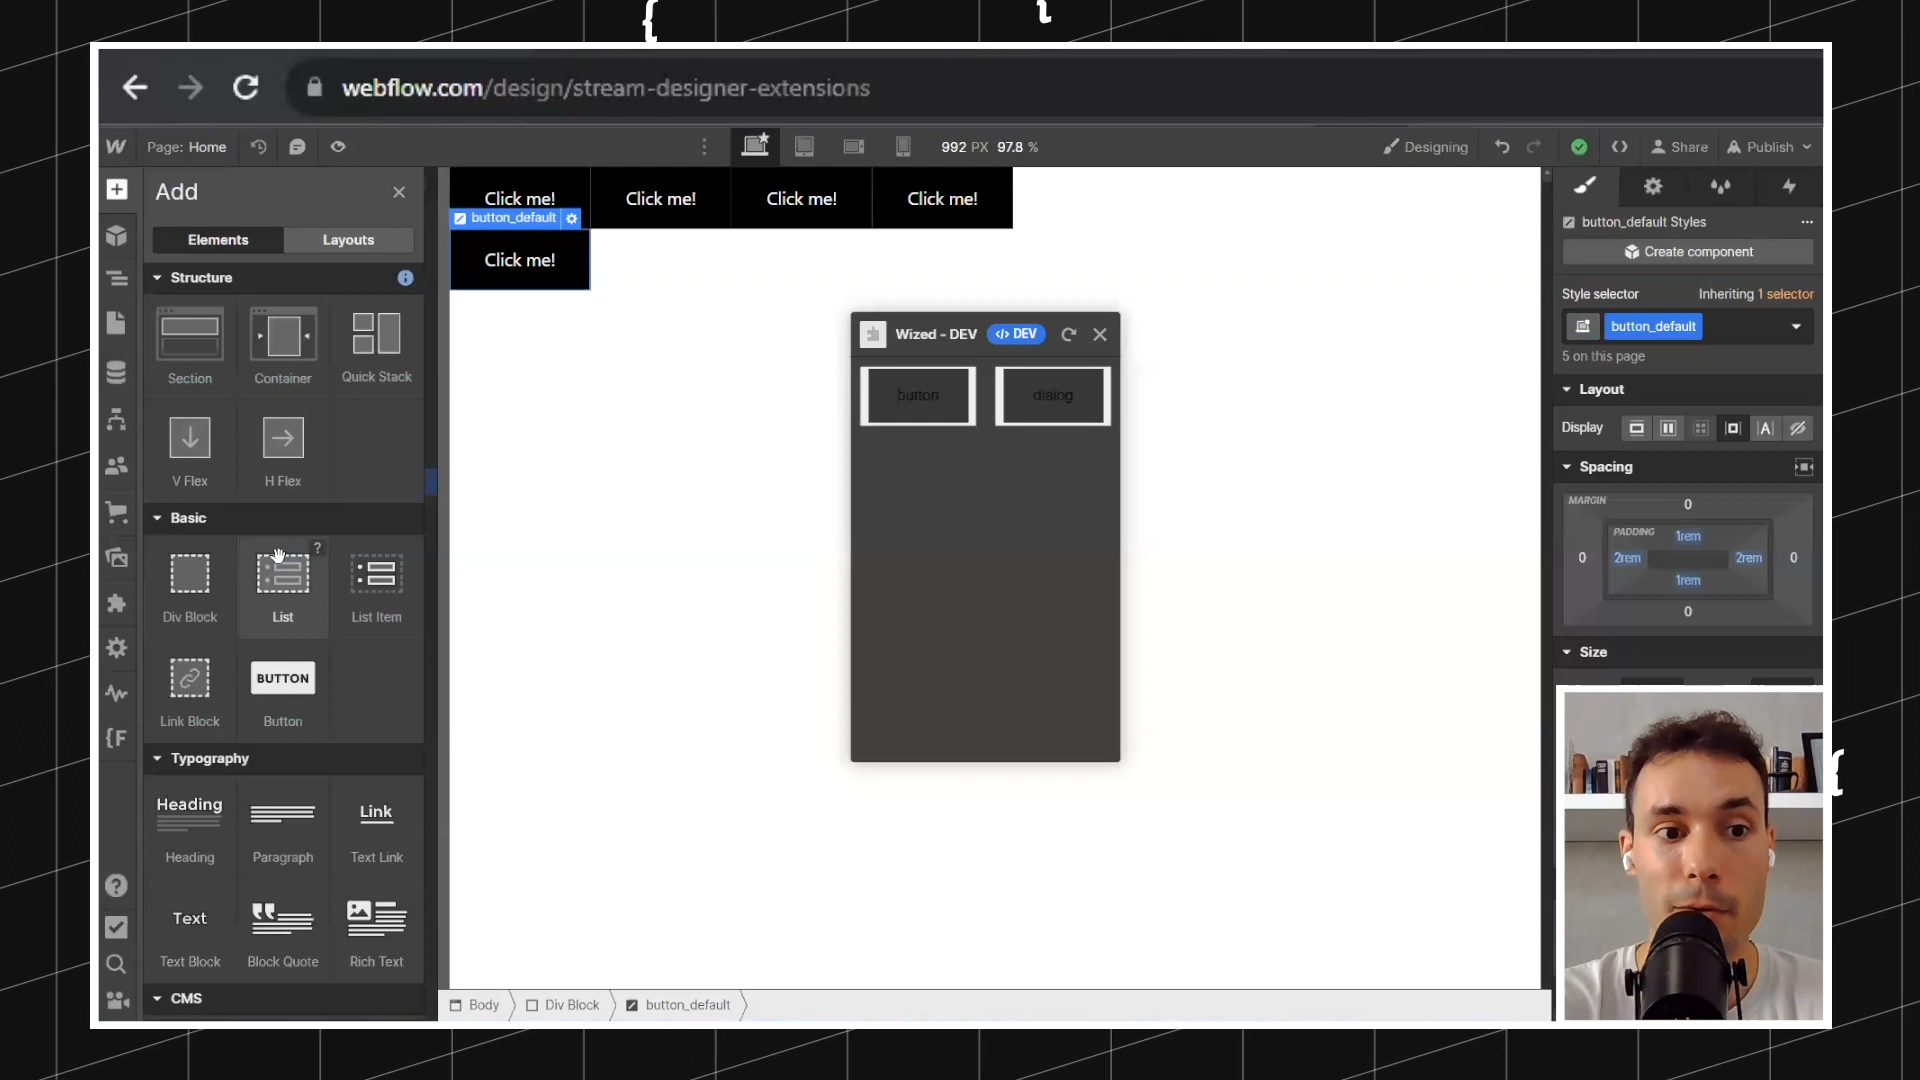 {
{
webflow.com/design/stream-designer-extensions
Page: Home
992 PX 97.8 %
Designing
Share
Publish
Add
Elements Layouts
Structure
Section Container Quick Stack
V Flex H Flex
Basic
?
Div Block List List Item
BUTTON
Link Block Button
{F
Typography
Heading Link
Heading Paragraph Text Link
Text
Text Block Block Quote Rich Text
CMS
Click me! Click me! Click me! Click me!
button_default
Click me!
Wized - DEV </> DEV
button dialog
button_default Styles
Create component
Style selector Inheriting 1 selector
button_default
5 on this page
Layout
Display
Spacing
MARGIN 0
PADDING 1rem
0 2rem 2rem 0
1rem
0
Size
{
Body Div Block button_default